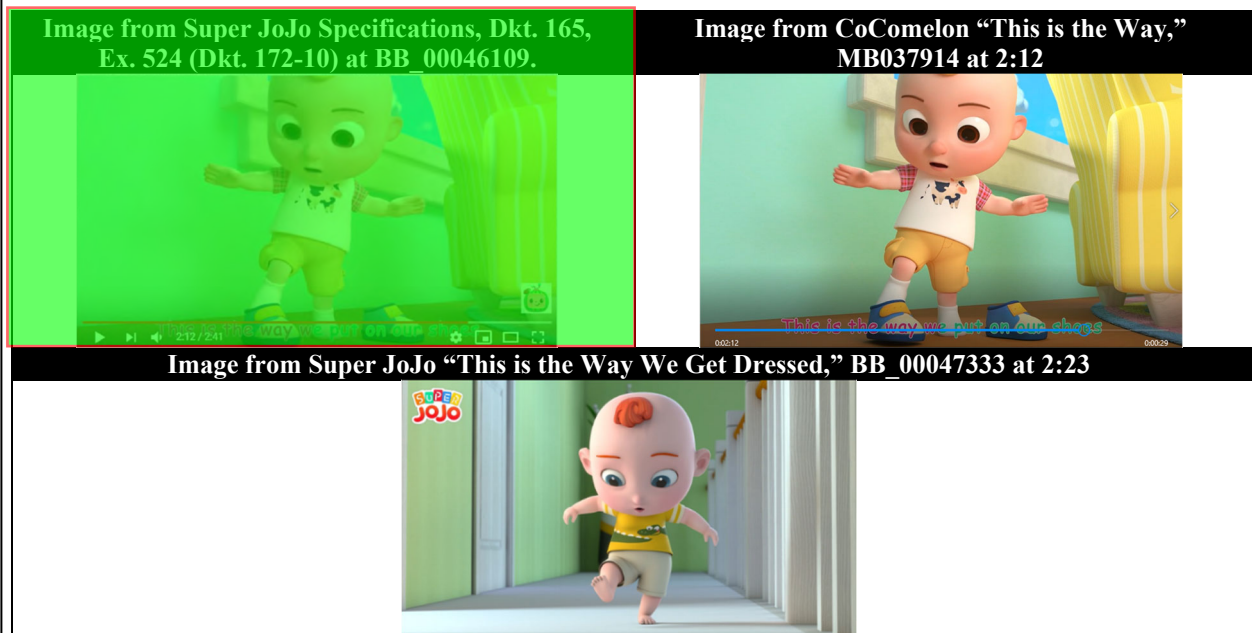 Image from Super JoJo Specifications, Dkt. 165,
Ex. 524 (Dkt. 172-10) at BB_00046109.
Image from CoComelon “This is the Way,”
MB037914 at 2:12
2:12 / 2:41
This is the way we put on our shoes
This is the way we put on our shoes
0:02:12
0:00:29
Image from Super JoJo “This is the Way We Get Dressed,” BB_00047333 at 2:23
SUPER
JOJO